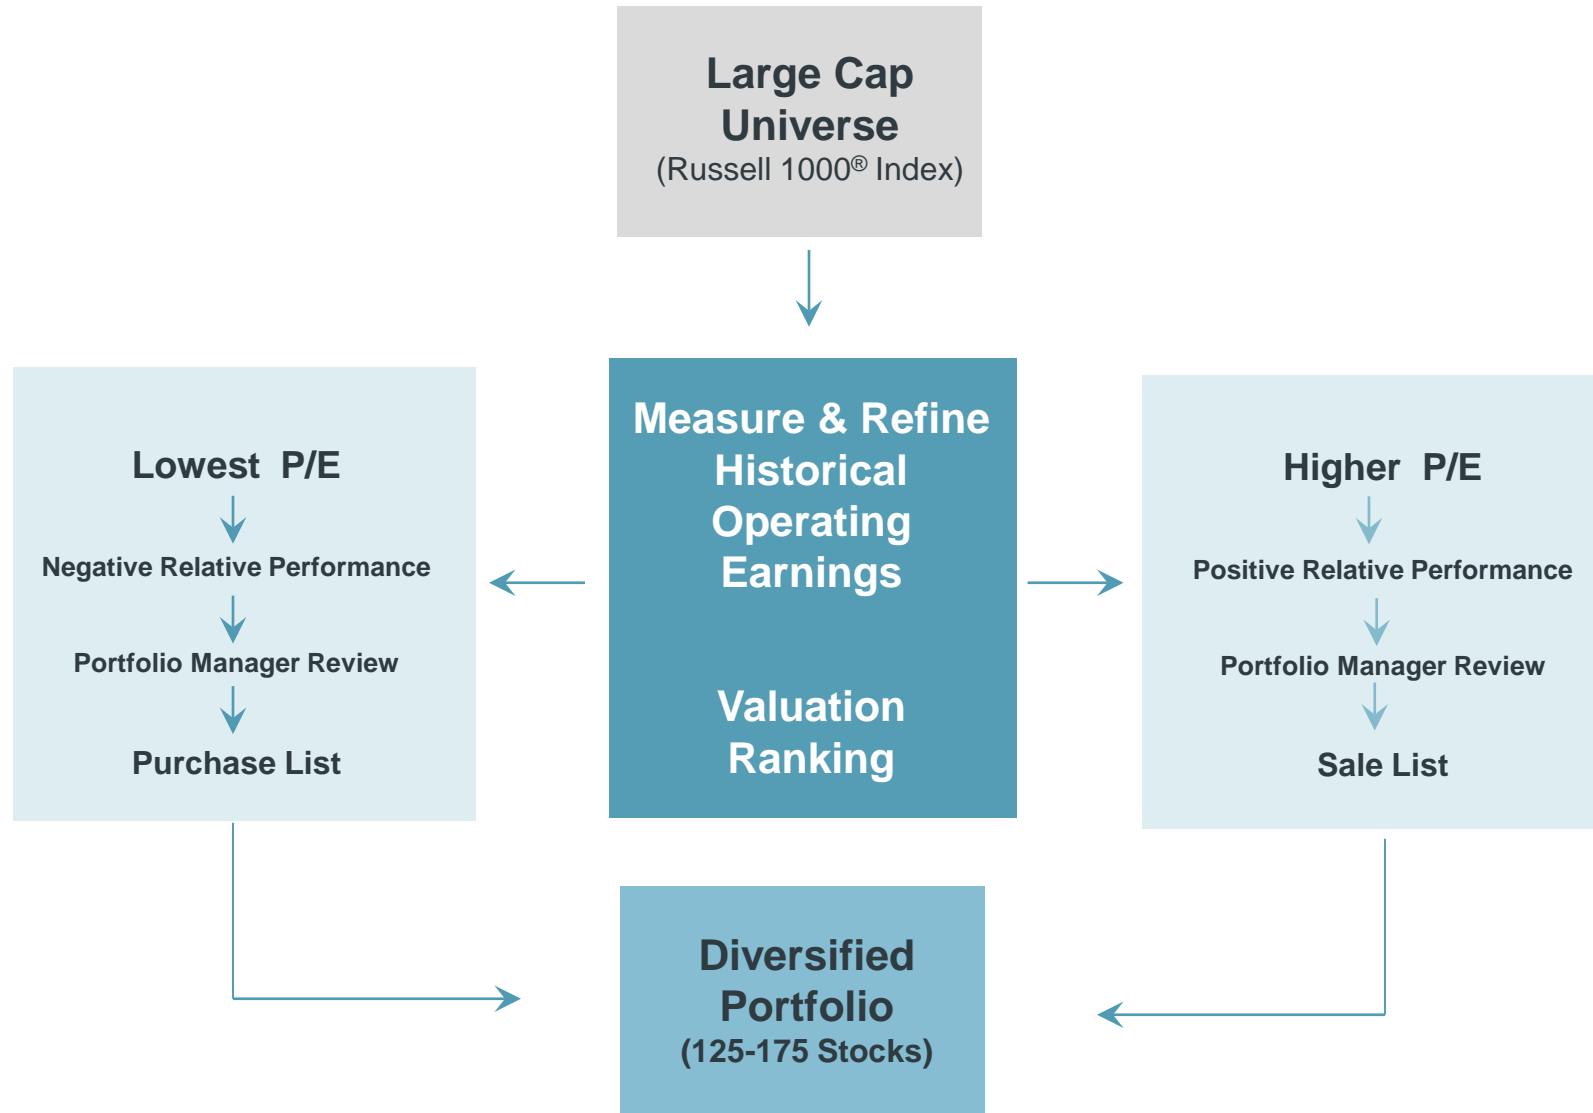 Large Cap
Universe
(Russell 1000® Index)
Lowest P/E
Negative Relative Performance
Portfolio Manager Review
Purchase List
Measure & Refine
Historical
Operating
Earnings
Valuation
Ranking
Higher P/E
Positive Relative Performance
Portfolio Manager Review
Sale List
Diversified
Portfolio
(125-175 Stocks)